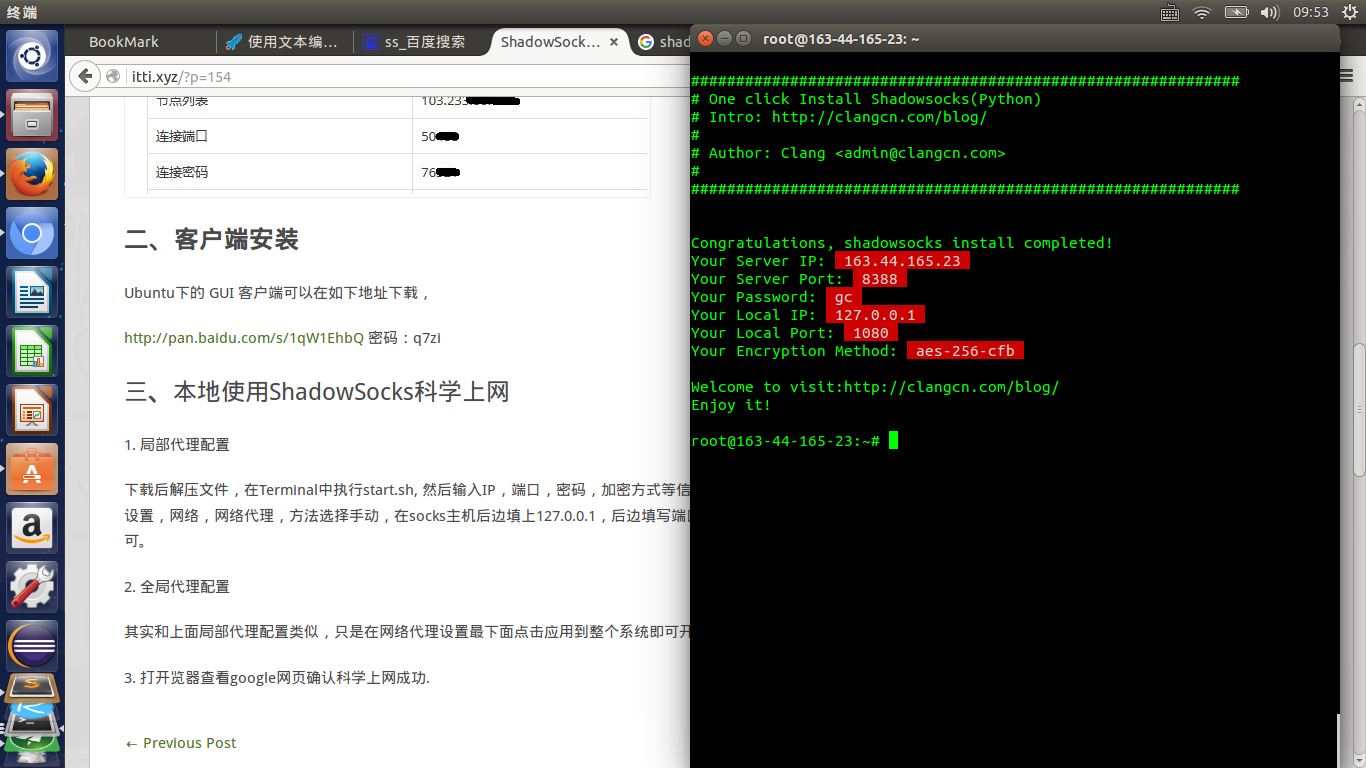 终端
09:53
BookMark
使用文本编…
ss_百度搜索
ShadowSock… ×
shad
root@163-44-165-23: ~
itti.xyz/?p=154
节点列表
103.233.
连接端口
50
连接密码
76
二、客户端安装
Ubuntu下的 GUI 客户端可以在如下地址下载，
http://pan.baidu.com/s/1qW1EhbQ 密码：q7zi
三、本地使用ShadowSocks科学上网
1. 局部代理配置
下载后解压文件，在Terminal中执行start.sh, 然后输入IP，端口，密码，加密方式等信
设置，网络，网络代理，方法选择手动，在socks主机后边填上127.0.0.1，后边填写端
可。
2. 全局代理配置
其实和上面局部代理配置类似，只是在网络代理设置最下面点击应用到整个系统即可开
3. 打开览器查看google网页确认科学上网成功.
← Previous Post
#############################################################
# One click Install Shadowsocks(Python)
# Intro: http://clangcn.com/blog/
#
# Author: Clang <admin@clangcn.com>
#
#############################################################
Congratulations, shadowsocks install completed!
Your Server IP: 163.44.165.23
Your Server Port: 8388
Your Password: gc
Your Local IP: 127.0.0.1
Your Local Port: 1080
Your Encryption Method: aes-256-cfb
Welcome to visit:http://clangcn.com/blog/
Enjoy it!
root@163-44-165-23:~#